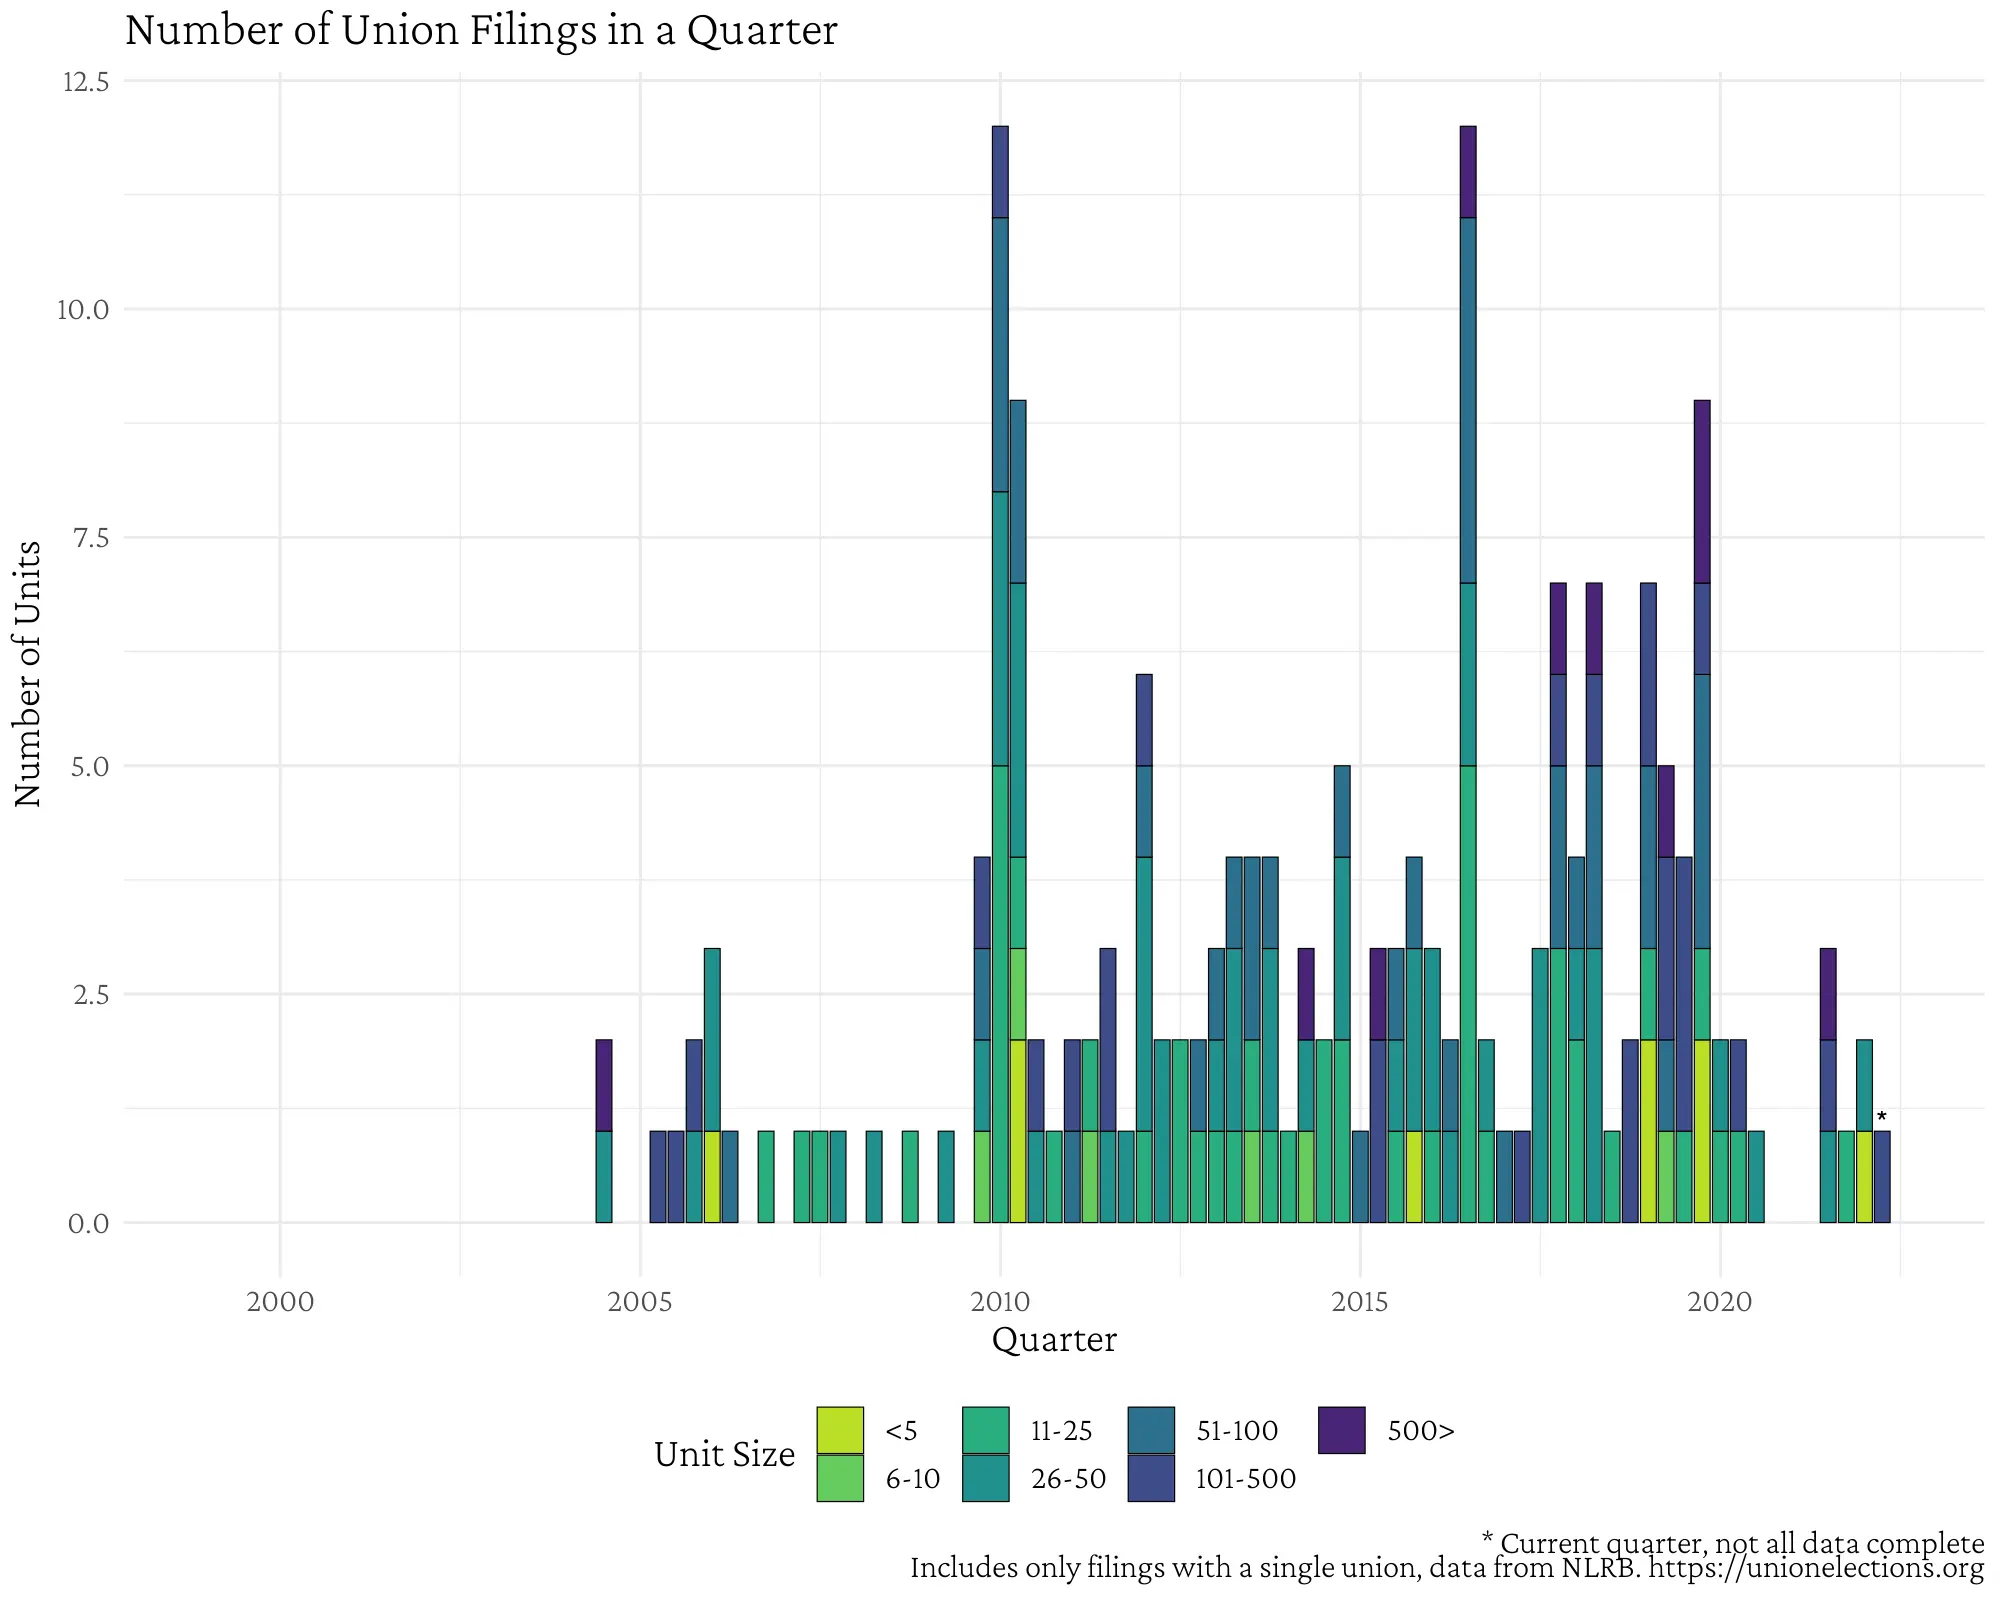 Number of Union Filings in a Quarter
12.5
10.0
7.5
5.0
2.5
0.0
Number of Units
*
2000 2005 2010 2015 2020
Quarter
Unit Size
<5 11-25 51-100 500>
6-10 26-50 101-500
* Current quarter, not all data complete
Includes only filings with a single union, data from NLRB. https://unionelections.org